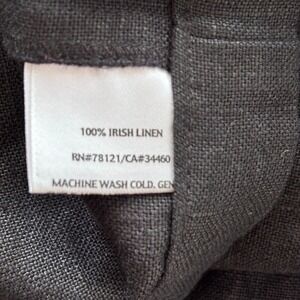 100% IRISH LINEN
RN#78121/CA#34460
MACHINE WASH COLD. GEN